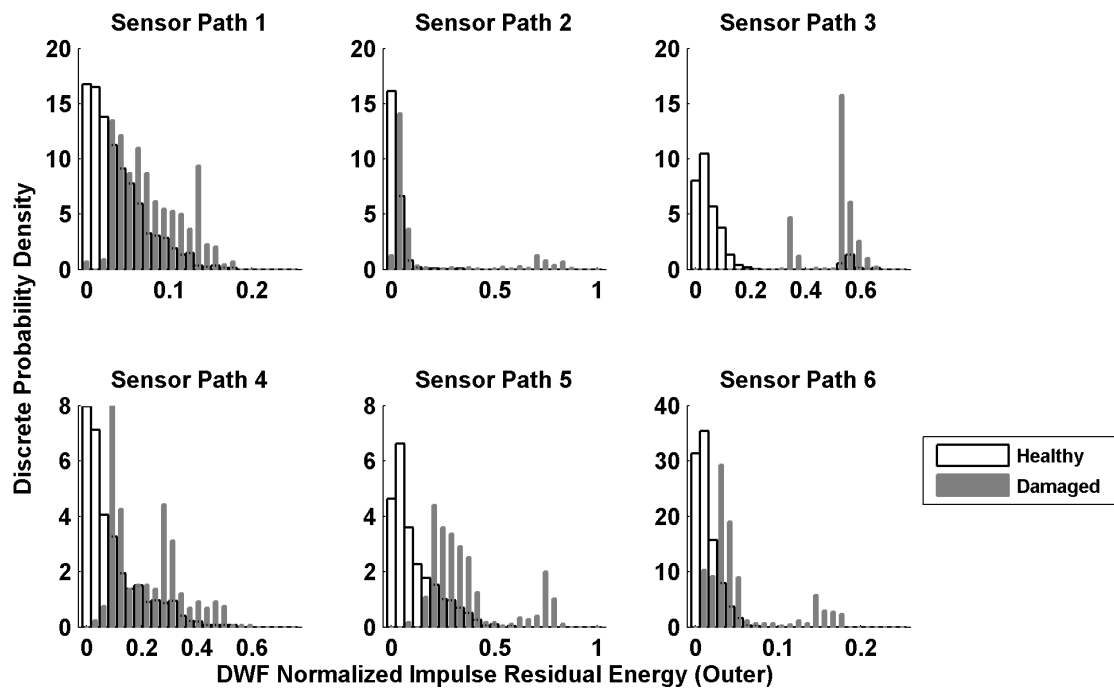 Sensor Path 1 Sensor Path 2 Sensor Path 3
20 20 20
15 15 15
10 10 10
5 5 5
0 0 0
0 0.1 0.2 0 0.5 1 0 0.2 0.4 0.6
Discrete Probability Density
Sensor Path 4 Sensor Path 5 Sensor Path 6
8 8 40
6 6 30
4 4 20
2 2 10
0 0 0
0 0.2 0.4 0.6 0 0.5 1 0 0.1 0.2
Healthy
Damaged
DWF Normalized Impulse Residual Energy (Outer)